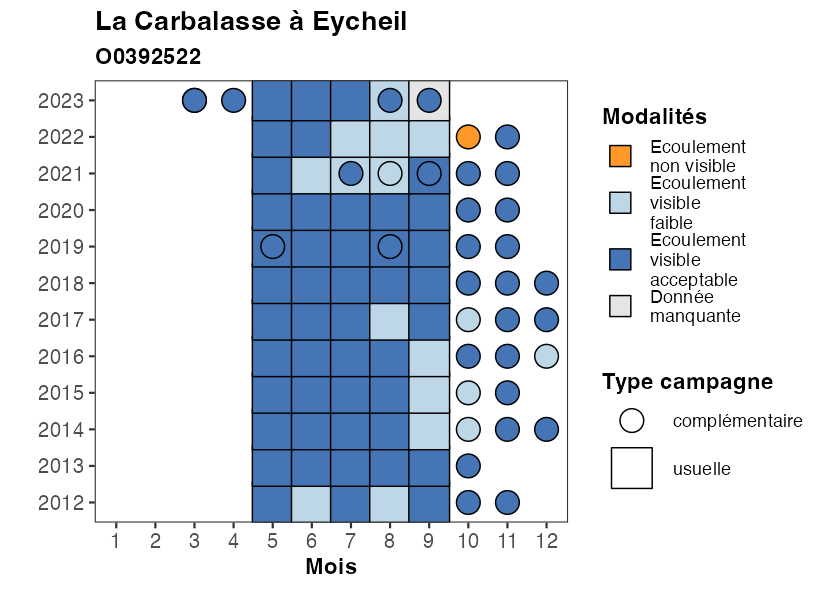 La Carbalasse à Eycheil
O0392522
2023
2022
2021
2020
2019
2018
2017
2016
2015
2014
2013
2012
1 2 3 4 5 6 7 8 9 10 11 12
Mois
Modalités
Ecoulement
non visible
Ecoulement
visible
faible
Ecoulement
visible
acceptable
Donnée
manquante
Type campagne
complémentaire
usuelle